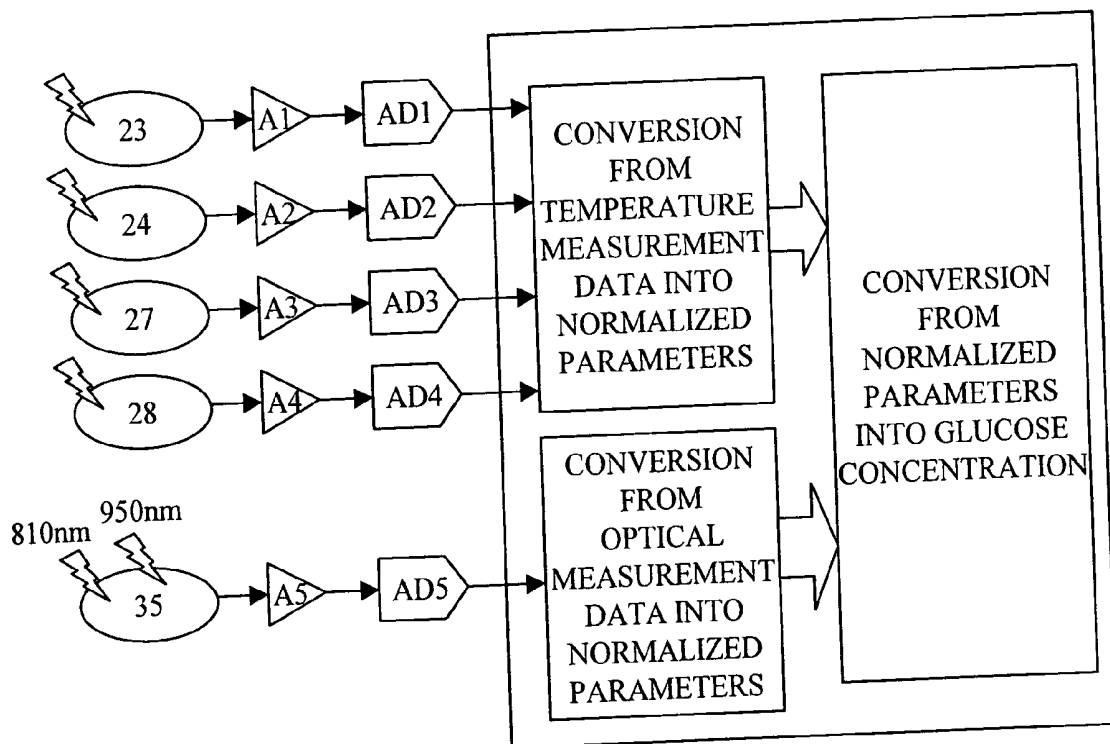 23
A1
AD1
24
A2
AD2
27
A3
AD3
28
A4
AD4
CONVERSION
FROM
TEMPERATURE
MEASUREMENT
DATA INTO
NORMALIZED
PARAMETERS
810nm
950nm
35
A5
AD5
CONVERSION
FROM
OPTICAL
MEASUREMENT
DATA INTO
NORMALIZED
PARAMETERS
CONVERSION
FROM
NORMALIZED
PARAMETERS
INTO GLUCOSE
CONCENTRATION